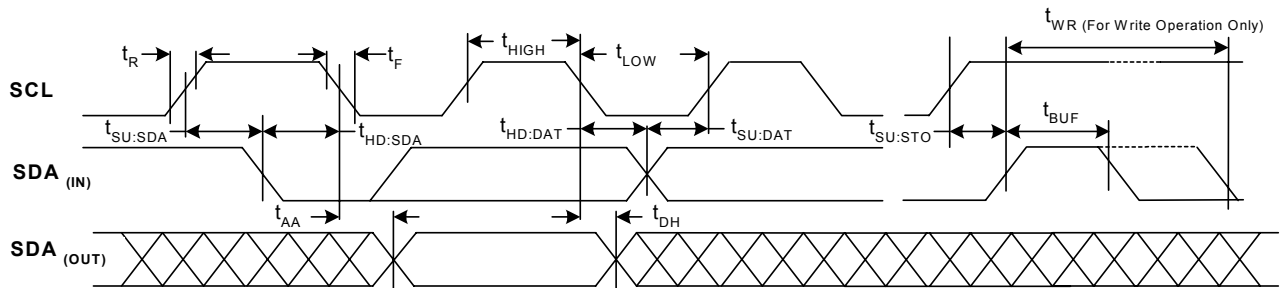 tWR (For Write Operation Only)
tR
tF
tHIGH
tLOW
SCL
tSU:SDA
tHD:SDA
tHD:DAT
tSU:DAT
tSU:STO
tBUF
SDA (IN)
tAA
tDH
SDA (OUT)